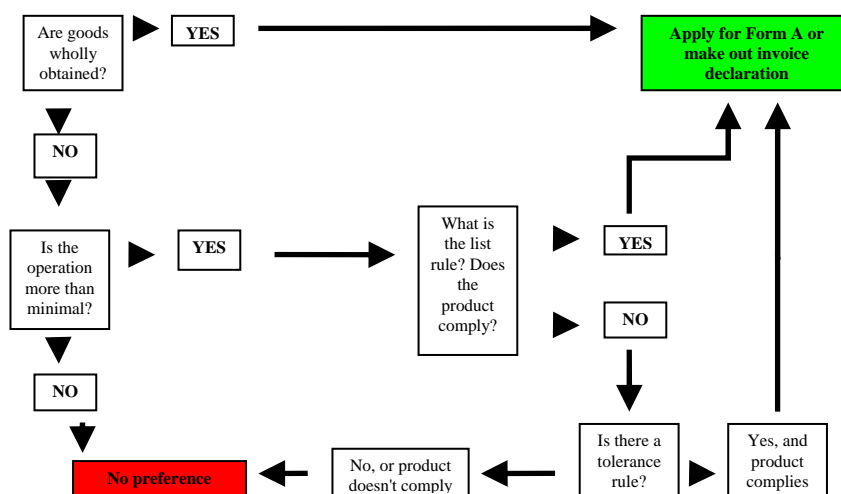 Are goods
wholly
obtained?
YES
Apply for Form A or
make out invoice
declaration
NO
Is the
operation
more than
minimal?
YES
What is
the list
rule? Does
the
product
comply?
YES
NO
NO
No preference
No, or product
doesn't comply
Is there a
tolerance
rule?
Yes, and
product
complies